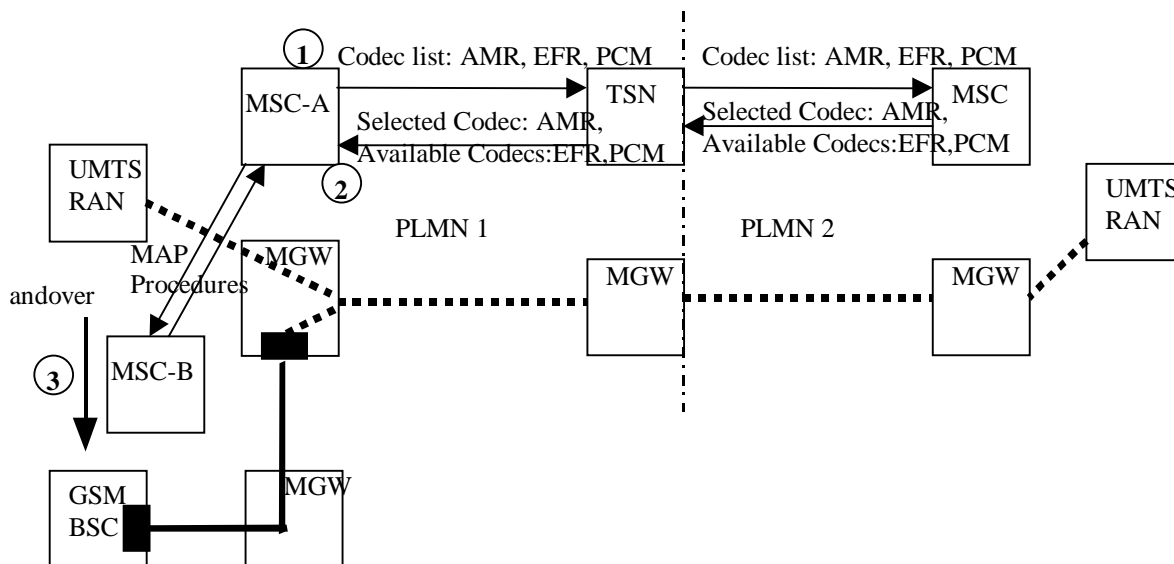 1
Codec list: AMR, EFR, PCM
Codec list: AMR, EFR, PCM
MSC-A
TSN
MSC
Selected Codec: AMR,
Available Codecs:EFR,PCM
Selected Codec: AMR,
Available Codecs:EFR,PCM
2
UMTS
RAN
UMTS
RAN
PLMN 1
PLMN 2
MAP
Procedures
MGW
MGW
MGW
andover
3
MSC-B
GSM
BSC
MGW